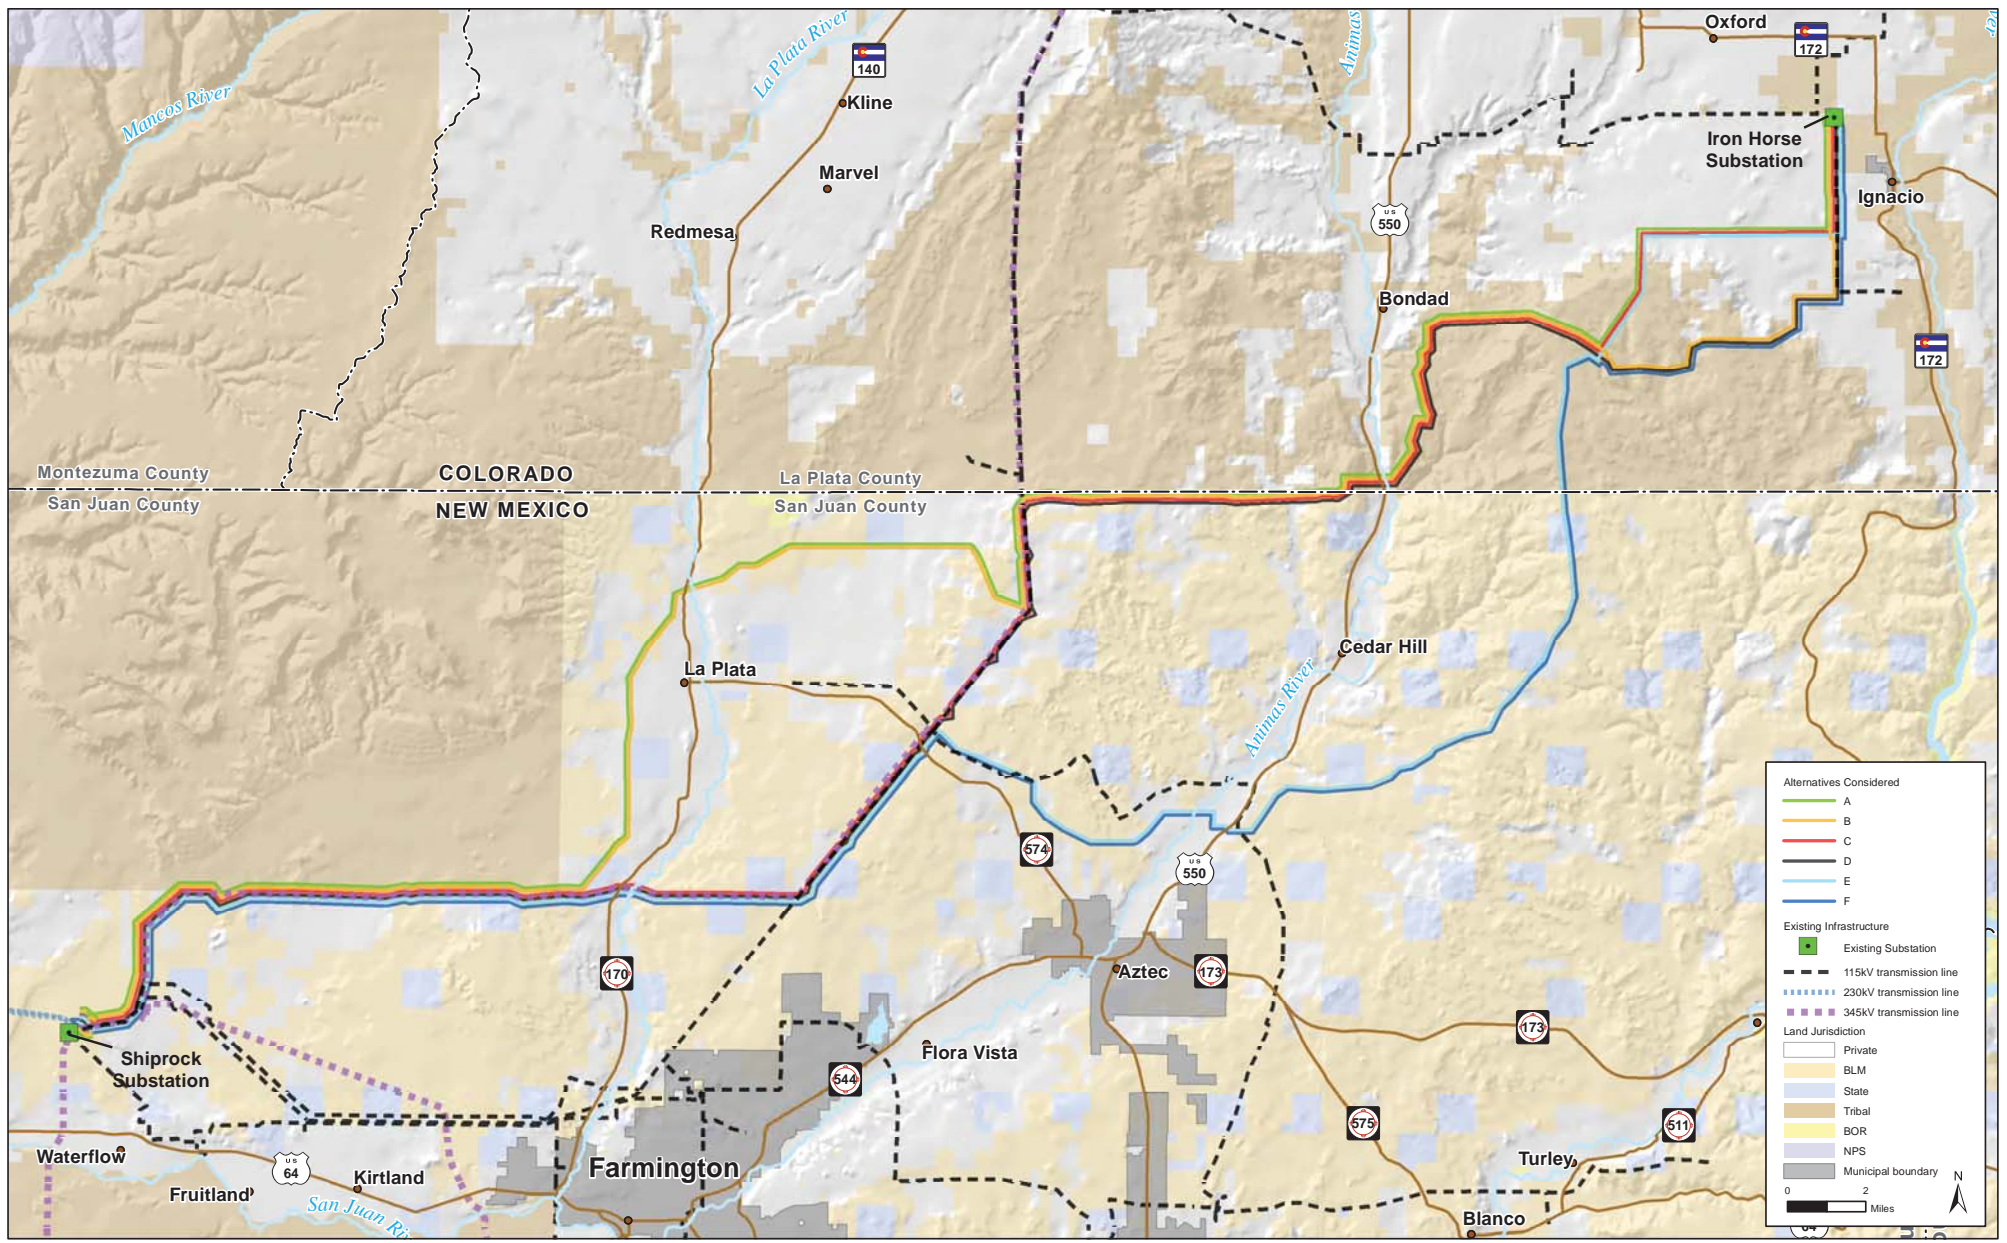 Oxford
172
La Plata River
Animas
140
Kline
Mancos River
Iron Horse
Substation
Marvel
Ignacio
Redmesa
US
550
Bondad
172
Montezuma County
COLORADO
La Plata County
San Juan County
NEW MEXICO
San Juan County
Cedar Hill
La Plata
Animas River
574
US
550
170
Aztec
173
173
Shiprock
Substation
Flora Vista
544
575
511
Waterflow
US
64
Kirtland
Farmington
Turley
Fruitland
San Juan Ri
Blanco
Alternatives Considered
A
B
C
D
E
F
Existing Infrastructure
Existing Substation
115kV transmission line
230kV transmission line
345kV transmission line
Land Jurisdiction
Private
BLM
State
Tribal
BOR
NPS
Municipal boundary
N
0 2
Miles